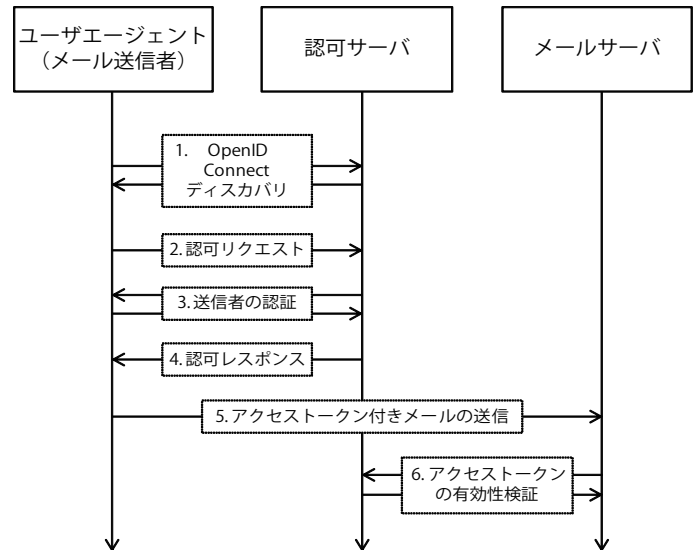 ユーザエージェント
（メール送信者）
認可サーバ
メールサーバ
1. OpenID
Connect
ディスカバリ
2. 認可リクエスト
3. 送信者の認証
4. 認可レスポンス
5. アクセストークン付きメールの送信
6. アクセストークン
の有効性検証